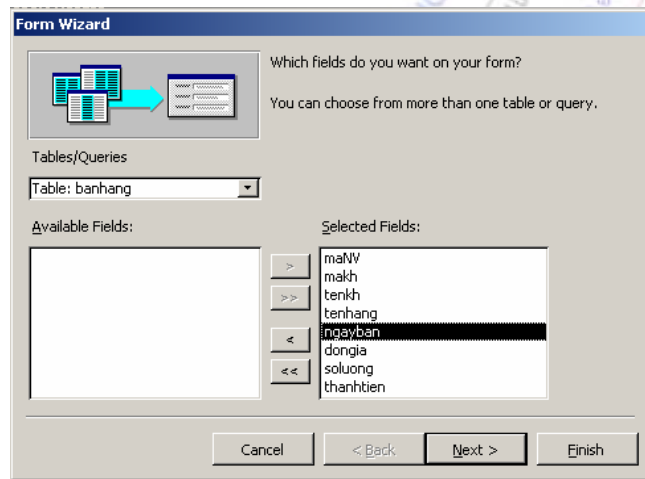 Form Wizard
Which fields do you want on your form?
You can choose from more than one table or query.
Tables/Queries
Table: banhang
Available Fields:
Selected Fields:
>
>>
<
<<
maNV
makh
tenkh
tenhang
ngayban
dongia
soluong
thanhtien
Cancel
< Back
Next >
Finish